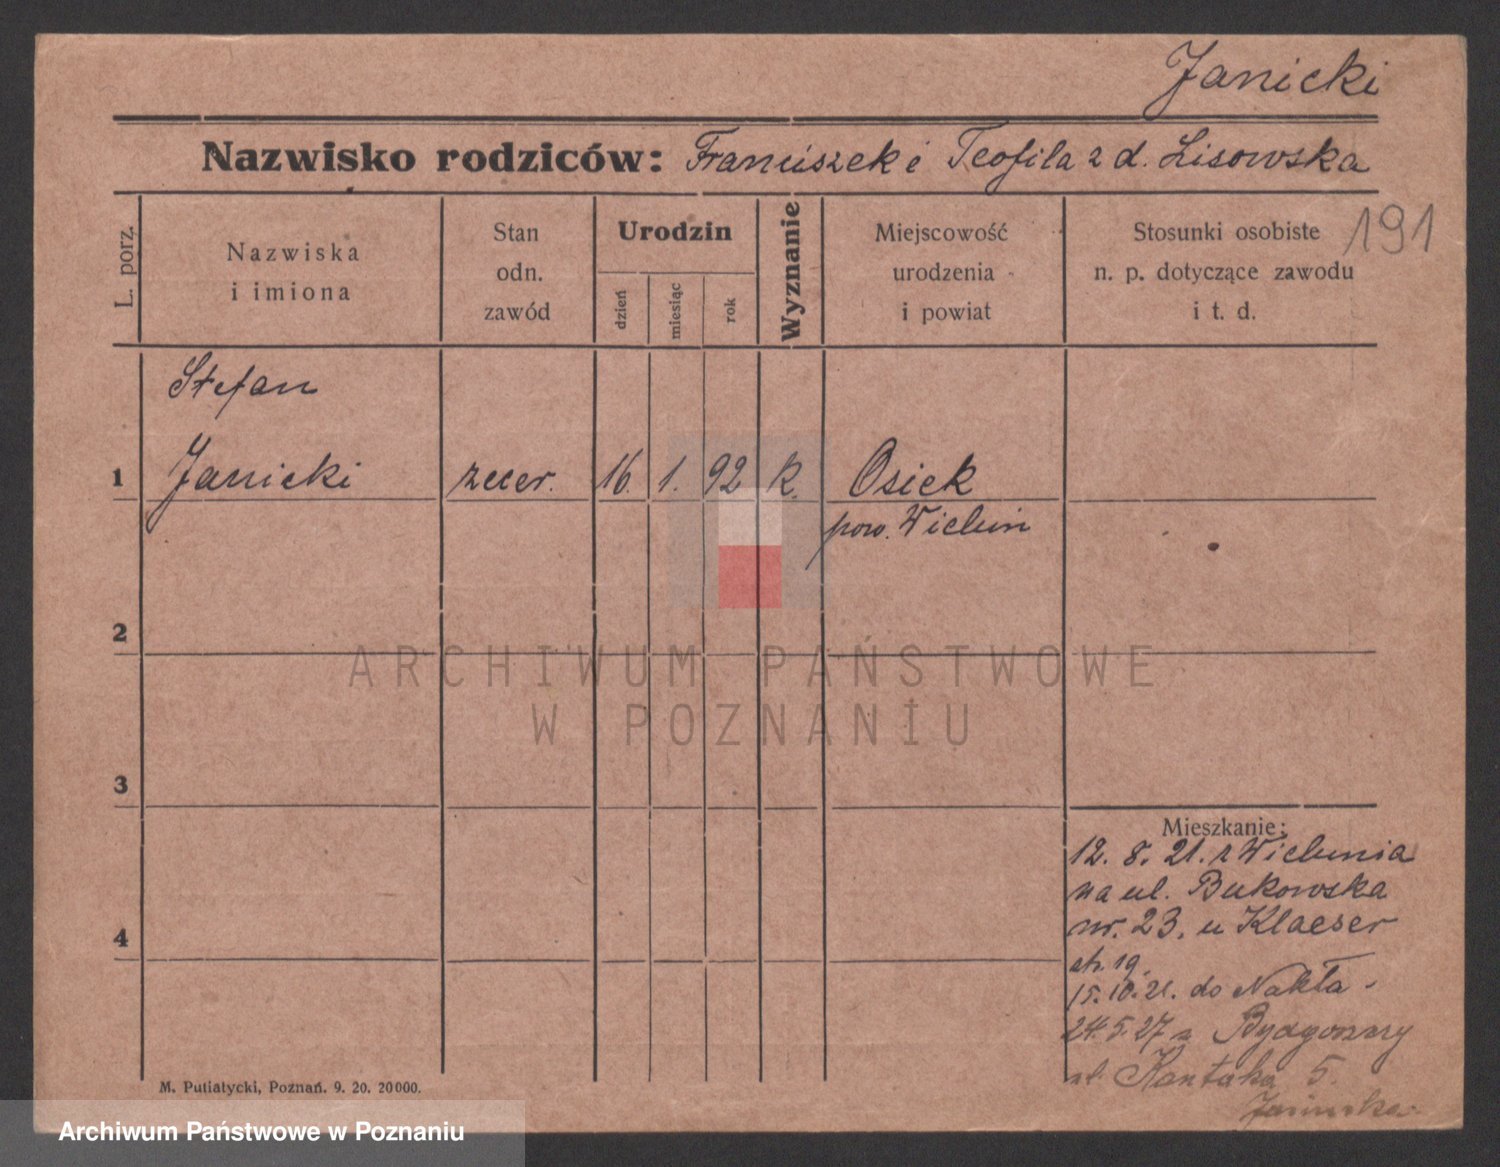 Janicki
Nazwisko rodziców: Franciszek i Teofila z d. Lisowska
191
L. porz.
Nazwiska
i imiona
Stan
odn.
zawód
Urodzin
dzień
miesiąc
rok
Wyznanie
Miejscowość
urodzenia
i powiat
Stosunki osobiste
n. p. dotyczące zawodu
i t. d.
Stefan
1 Janicki zecer. 16. 1. 92 k. Osiek
pow. Wieluń
2
3
4
Mieszkanie:
12. 8. 21. z Wielunia
na ul. Bukowska
nr. 23. u Klaeser
str. 19.
15. 10. 21. do Nakła
24. 5. 27 z Bydgoszczy
ul. Kantaka 5.
M. Putiatycki, Poznań. 9. 20. 20000.
ARCHIWUM PAŃSTWOWE
W POZNANIU
Archiwum Państwowe w Poznaniu